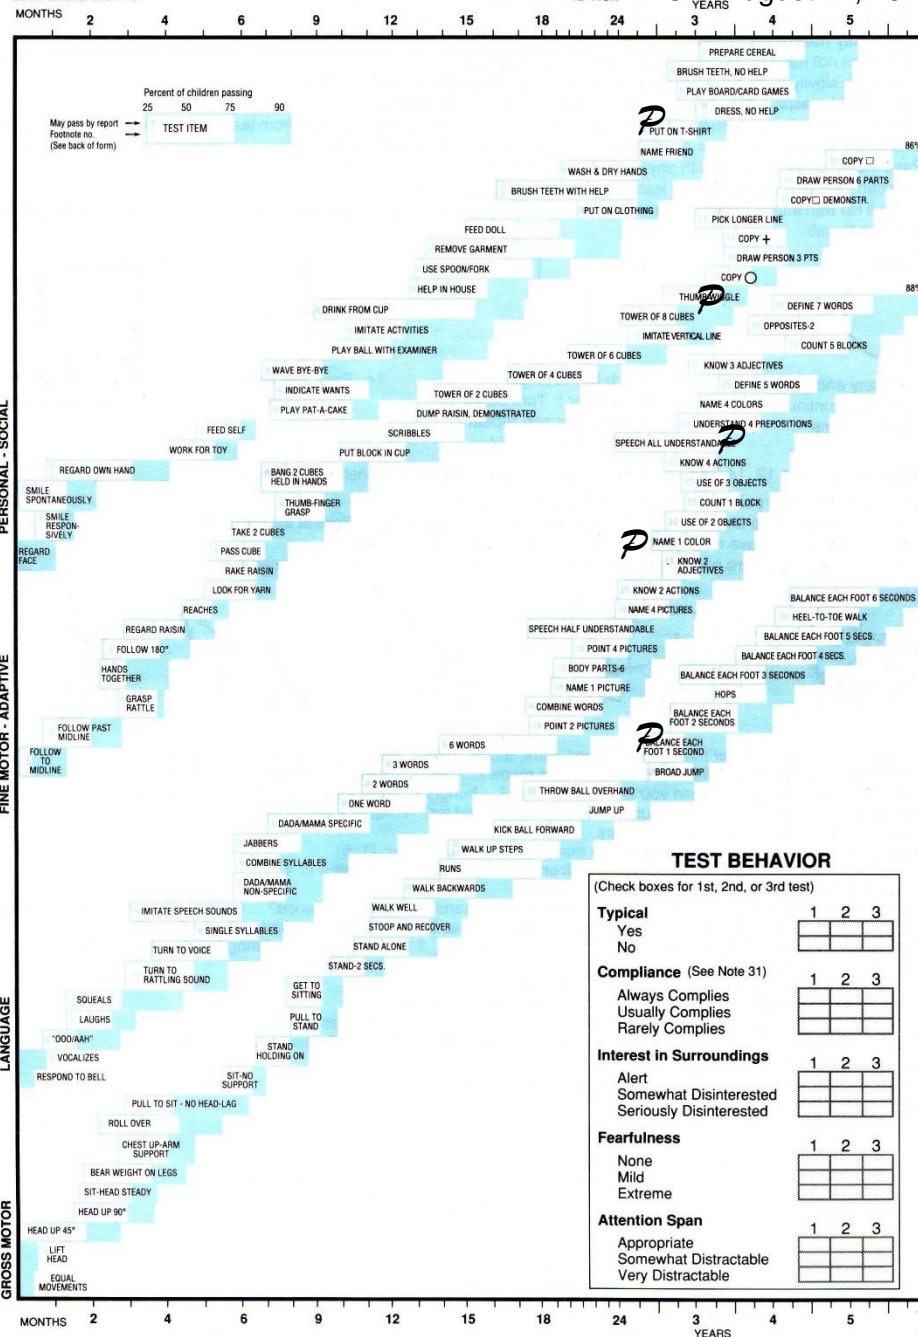 MONTHS
YEARS
2 4 6 9 12 15 18 24 3 4 5
PREPARE CEREAL
BRUSH TEETH, NO HELP
PLAY BOARD/CARD GAMES
DRESS, NO HELP
Percent of children passing
25 50 75 90
May pass by report
Footnote no.
(See back of form)
TEST ITEM
P
PUT ON T-SHIRT
NAME FRIEND
86%
COPY □
WASH & DRY HANDS
DRAW PERSON 6 PARTS
BRUSH TEETH WITH HELP
COPY □ DEMONSTR.
PUT ON CLOTHING
PICK LONGER LINE
FEED DOLL
COPY +
REMOVE GARMENT
DRAW PERSON 3 PTS
USE SPOON/FORK
COPY ○
HELP IN HOUSE
P
THUMB WIGGLE
88%
DRINK FROM CUP
DEFINE 7 WORDS
TOWER OF 8 CUBES
OPPOSITES-2
IMITATE ACTIVITIES
IMITATE VERTICAL LINE
COUNT 5 BLOCKS
PLAY BALL WITH EXAMINER
TOWER OF 6 CUBES
WAVE BYE-BYE
KNOW 3 ADJECTIVES
TOWER OF 4 CUBES
INDICATE WANTS
DEFINE 5 WORDS
TOWER OF 2 CUBES
PLAY PAT-A-CAKE
NAME 4 COLORS
DUMP RAISIN, DEMONSTRATED
UNDERSTAND 4 PREPOSITIONS
FEED SELF
SCRIBBLES
P
SPEECH ALL UNDERSTANDABLE
WORK FOR TOY
PUT BLOCK IN CUP
KNOW 4 ACTIONS
REGARD OWN HAND
BANG 2 CUBES
HELD IN HANDS
USE OF 3 OBJECTS
SMILE
SPONTANEOUSLY
THUMB-FINGER
GRASP
COUNT 1 BLOCK
SMILE
RESPON-
SIVELY
TAKE 2 CUBES
USE OF 2 OBJECTS
P
NAME 1 COLOR
REGARD
FACE
PASS CUBE
KNOW 2
ADJECTIVES
RAKE RAISIN
LOOK FOR YARN
KNOW 2 ACTIONS
BALANCE EACH FOOT 6 SECONDS
REACHES
NAME 4 PICTURES
HEEL-TO-TOE WALK
REGARD RAISIN
SPEECH HALF UNDERSTANDABLE
BALANCE EACH FOOT 5 SECS.
FOLLOW 180°
POINT 4 PICTURES
BALANCE EACH FOOT 4 SECS.
HANDS
TOGETHER
BODY PARTS-6
BALANCE EACH FOOT 3 SECONDS
NAME 1 PICTURE
HOPS
GRASP
RATTLE
COMBINE WORDS
BALANCE EACH
FOOT 2 SECONDS
FOLLOW PAST
MIDLINE
POINT 2 PICTURES
P
BALANCE EACH
FOOT 1 SECOND
FOLLOW
TO
MIDLINE
6 WORDS
3 WORDS
BROAD JUMP
2 WORDS
THROW BALL OVERHAND
ONE WORD
JUMP UP
DADA/MAMA SPECIFIC
KICK BALL FORWARD
JABBERS
WALK UP STEPS
COMBINE SYLLABLES
RUNS
DADA/MAMA
NON-SPECIFIC
WALK BACKWARDS
IMITATE SPEECH SOUNDS
WALK WELL
SINGLE SYLLABLES
STOOP AND RECOVER
TURN TO VOICE
STAND ALONE
TURN TO
RATTLING SOUND
STAND-2 SECS.
SQUEALS
GET TO
SITTING
LAUGHS
PULL TO
STAND
"OOO/AAH"
STAND
HOLDING ON
VOCALIZES
RESPOND TO BELL
SIT-NO
SUPPORT
PULL TO SIT - NO HEAD-LAG
ROLL OVER
CHEST UP-ARM
SUPPORT
BEAR WEIGHT ON LEGS
SIT-HEAD STEADY
HEAD UP 90°
HEAD UP 45°
LIFT
HEAD
EQUAL
MOVEMENTS
PERSONAL - SOCIAL
FINE MOTOR - ADAPTIVE
LANGUAGE
GROSS MOTOR
TEST BEHAVIOR
(Check boxes for 1st, 2nd, or 3rd test)
Typical 1 2 3
Yes
No
Compliance (See Note 31) 1 2 3
Always Complies
Usually Complies
Rarely Complies
Interest in Surroundings 1 2 3
Alert
Somewhat Disinterested
Seriously Disinterested
Fearfulness 1 2 3
None
Mild
Extreme
Attention Span 1 2 3
Appropriate
Somewhat Distractable
Very Distractable
MONTHS 2 4 6 9 12 15 18 24 3 4 5
YEARS